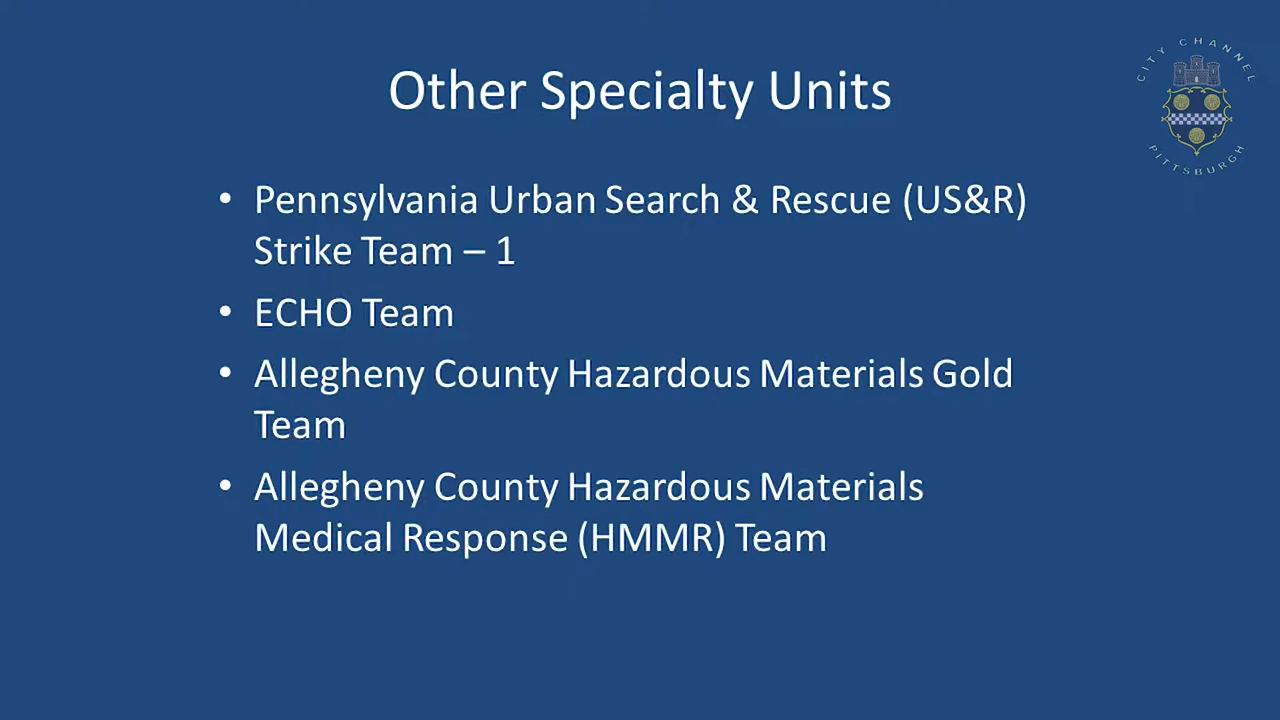 CITY CHANNEL
PITTSBURGH
Other Specialty Units
• Pennsylvania Urban Search & Rescue (US&R)
Strike Team – 1
• ECHO Team
• Allegheny County Hazardous Materials Gold
Team
• Allegheny County Hazardous Materials
Medical Response (HMMR) Team